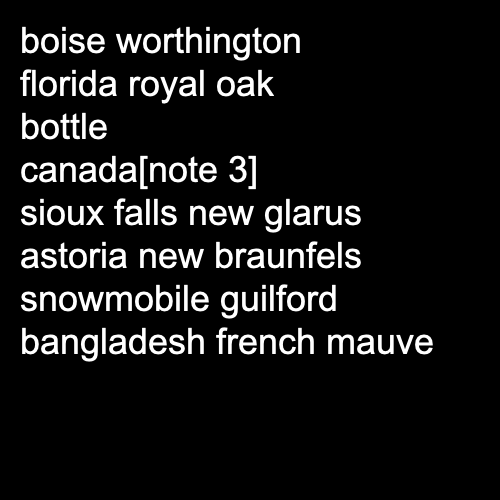 boise worthington
florida royal oak
bottle
canada[note 3]
sioux falls new glarus
astoria new braunfels
snowmobile guilford
bangladesh french mauve